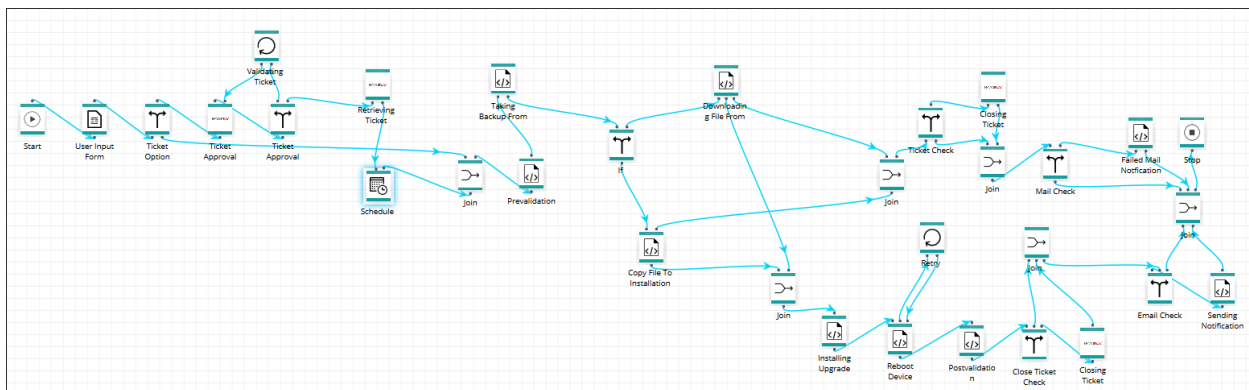 Validating
Ticket
Start
User Input
Form
Ticket
Option
Ticket
Approval
Ticket
Approval
Retrieving
Ticket
Schedule
Join
Prevalidation
Taking
Backup From
If
Copy File To
Installation
Downloadin
g File From
Join
Installing
Upgrade
Retry
Reboot
Device
Postvalidatio
n
Join
Ticket Check
Closing
Ticket
Join
Mail Check
Failed Mail
Notfication
Stop
Join
Join
Close Ticket
Check
Closing
Ticket
Email Check
Sending
Notification